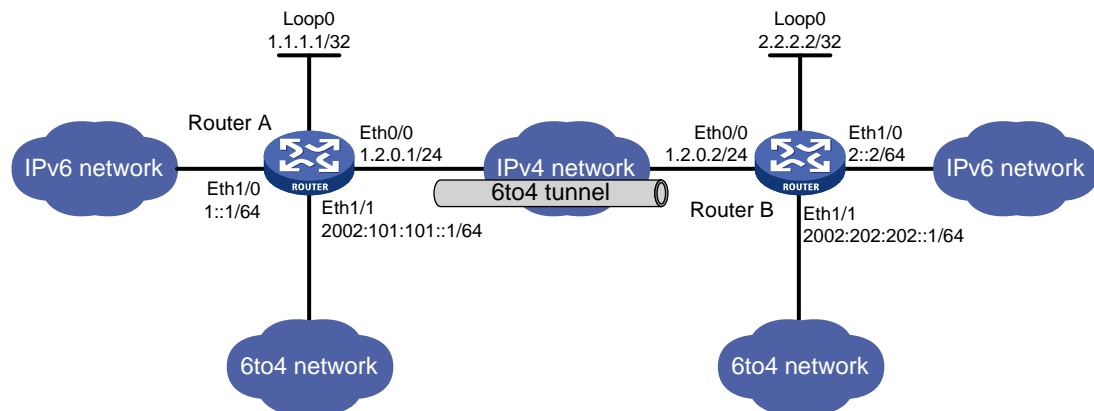 Loop0
1.1.1.1/32
Loop0
2.2.2.2/32
Router A
Eth0/0
1.2.0.1/24
Eth0/0
1.2.0.2/24
Eth1/0
2::2/64
IPv6 network
ROUTER
IPv4 network
ROUTER
IPv6 network
6to4 tunnel
Eth1/0
1::1/64
Router B
Eth1/1
2002:101:101::1/64
Eth1/1
2002:202:202::1/64
6to4 network
6to4 network